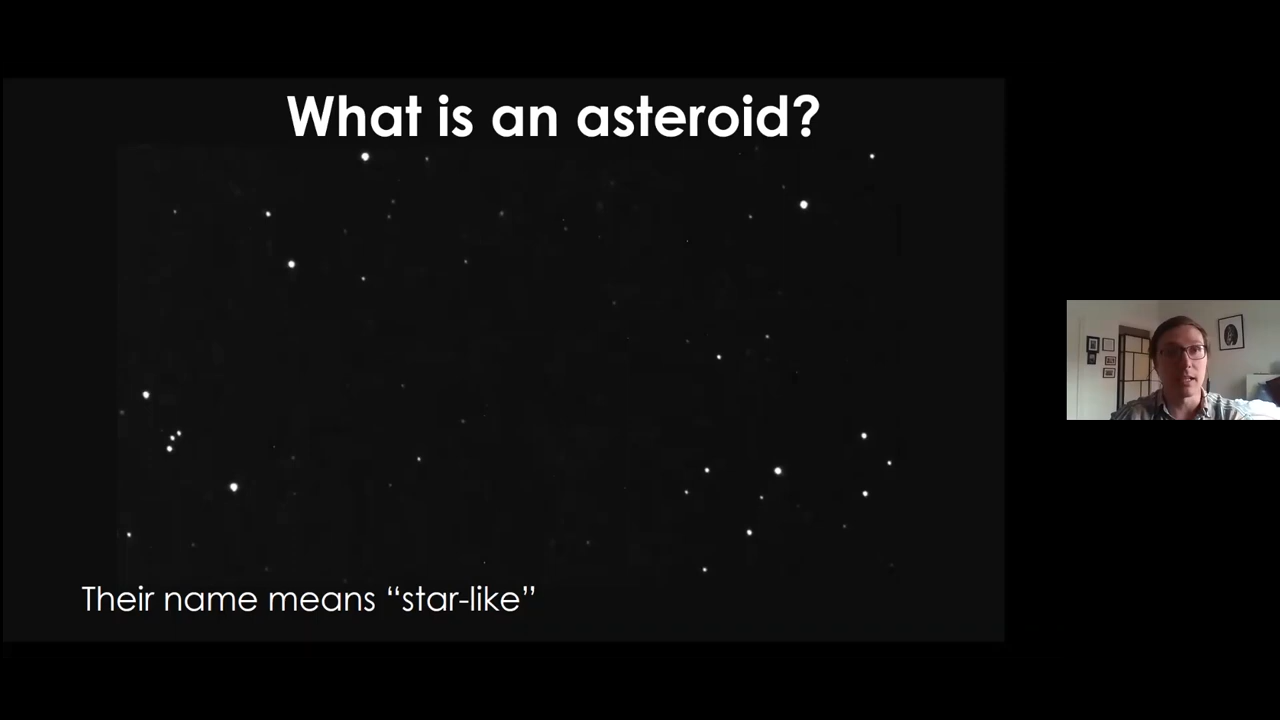 What is an asteroid?
Their name means “star-like”